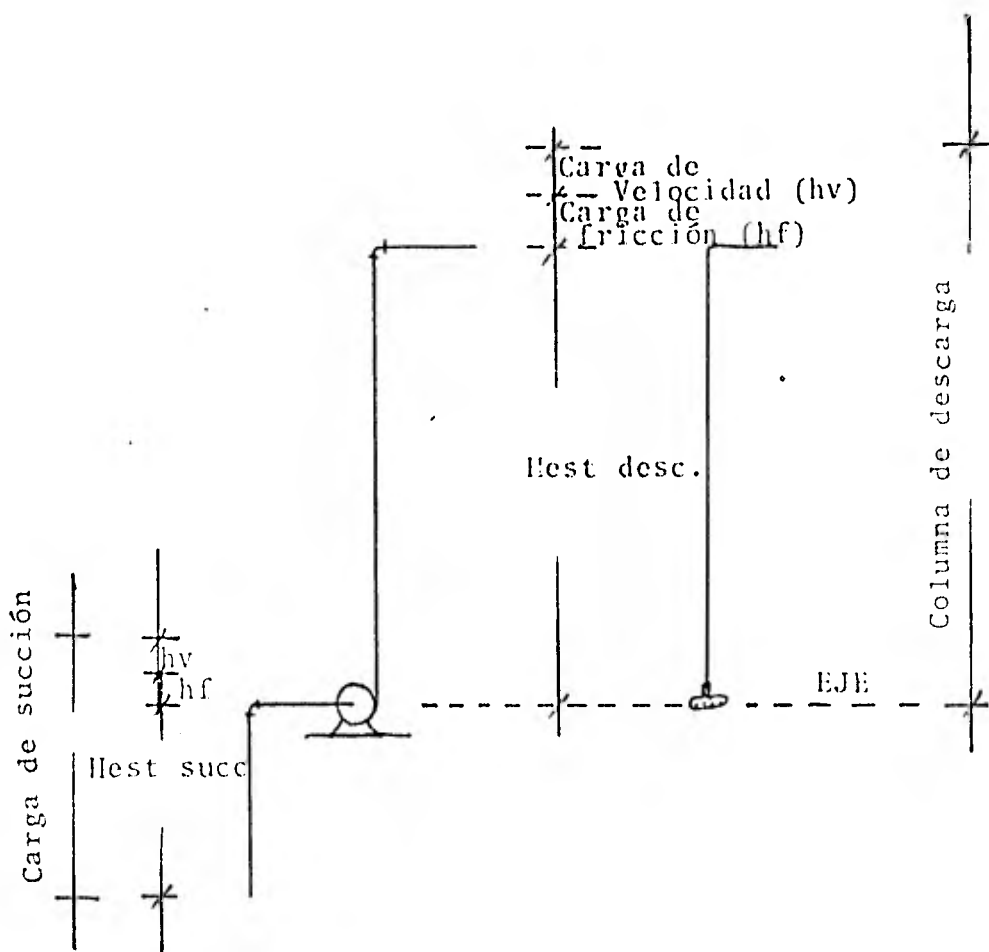 Carga de
Velocidad (hv)
Carga de
fricción (hf)
Hest desc.
Columna de descarga
EJE
Carga de succión
hv
hf
Hest succ